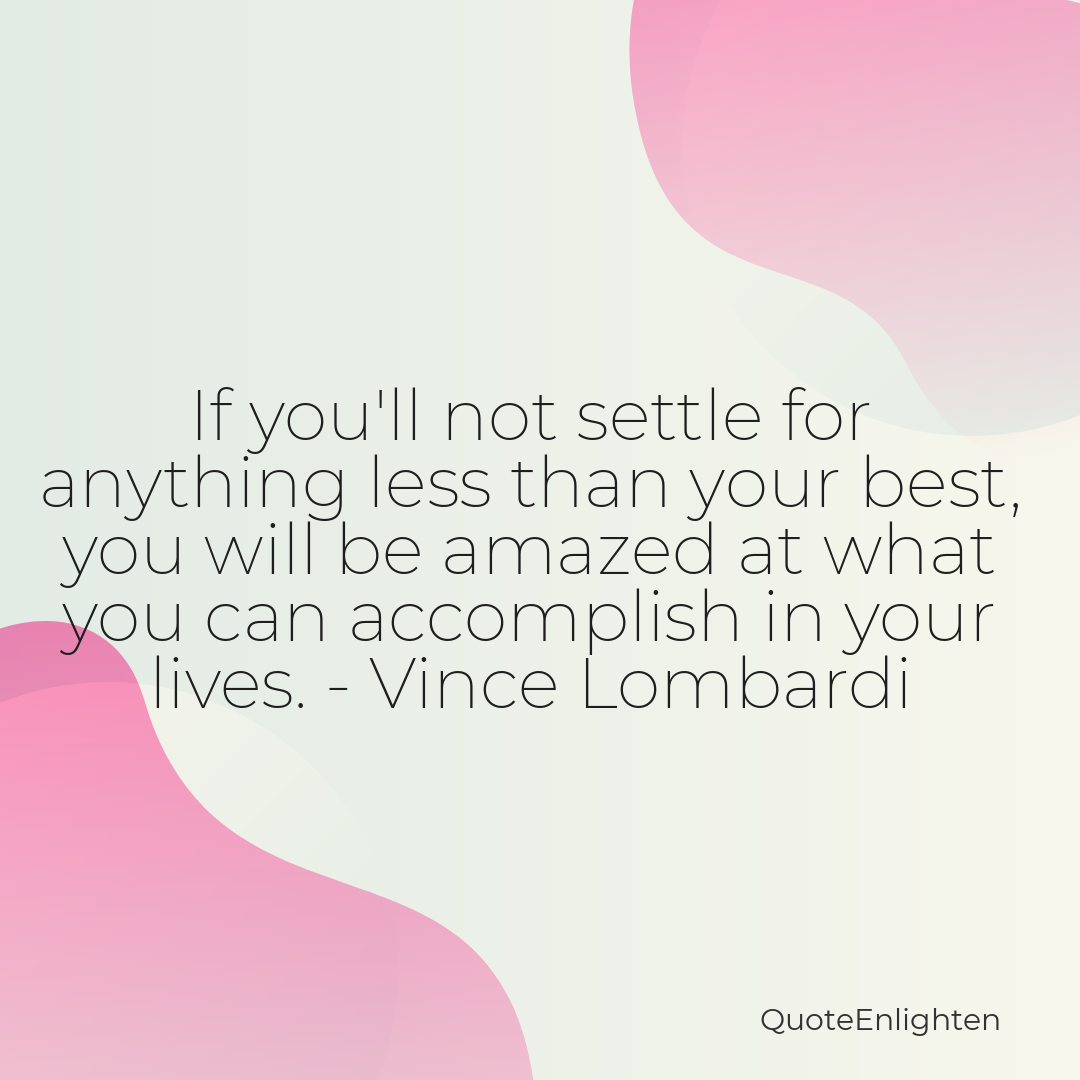 If you'll not settle for
anything less than your best,
you will be amazed at what
you can accomplish in your
lives. - Vince Lombardi
QuoteEnlighten